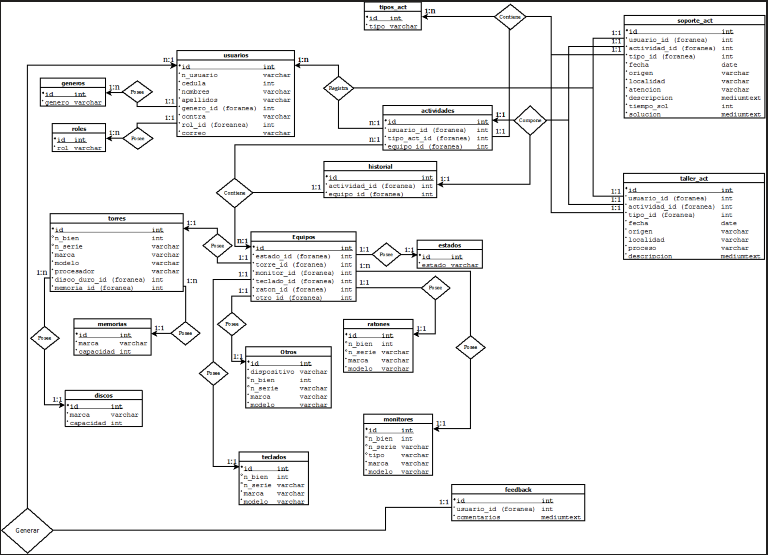 tipos_act
*id int
*tipo varchar
1:n
Contiene
soporte_act
*id int
*usuario_id (foranea) int
*actividad_id (foranea) int
*tipo_id (foranea) int
*fecha date
*origen varchar
*localidad varchar
*atencion varchar
*descripcion mediumtext
*tiempo_sol int
*solucion mediumtext
1:1
1:1
1:1
usuarios
*id int
*n_usuario varchar
*cedula int
*nombres varchar
*apellidos varchar
*genero_id (foranea) int
*contra varchar
*rol_id (foreanea) int
*correo varchar
n:1
1:n
generos
*id int
*genero varchar
1:n
Posee
1:1
roles
*id int
*rol varchar
1:n
Posee
1:1
Registra
1:n
actividades
*id int
*usuario_id (foranea) int
*tipo_act_id (foranea) int
*equipo_id (foranea) int
1:1
1:1
n:1
Compone
historial
*id int
*actividad_id (foranea) int
*equipo_id (foranea) int
1:1
1:1
Contiene
taller_act
*id int
*usuario_id (foranea) int
*actividad_id (foranea) int
*tipo_id (foranea) int
*fecha date
*origen varchar
*localidad varchar
*proceso varchar
*descripcion mediumtext
1:1
1:1
1:1
torres
*id int
*n_bien int
*n_serie varchar
*marca varchar
*modelo varchar
*procesador varchar
*disco_duro_id (foranea) int
*memoria_id (foranea) int
1:1
1:n
1:n
Posee
Equipos
*id int
*estado_id (foranea) int
*torre_id (foranea) int
*monitor_id (foranea) int
*teclado_id (foranea) int
*raton_id (foranea) int
*otro_id (foranea) int
n:1
1:1
1:1
1:1
1:1
1:n
1:1
Posee
1:1
estados
*id int
*estado varchar
Posee
memorias
*id int
*marca varchar
*capacidad int
1:1
Posee
Posee
discos
*id int
*marca varchar
*capacidad int
1:1
Posee
Otros
*id int
*dispositivo varchar
*n_bien int
*n_serie varchar
*marca varchar
*modelo varchar
1:1
Posee
ratones
*id int
*n_bien int
*n_serie varchar
*marca varchar
*modelo varchar
1:1
Posee
monitores
*id int
*n_bien int
*n_serie varchar
*tipo varchar
*marca varchar
*modelo varchar
1:1
teclados
*id int
*n_bien int
*n_serie varchar
*marca varchar
*modelo varchar
1:1
feedback
*id int
*usuario_id (foranea) int
*comentarios mediumtext
1:1
Generar